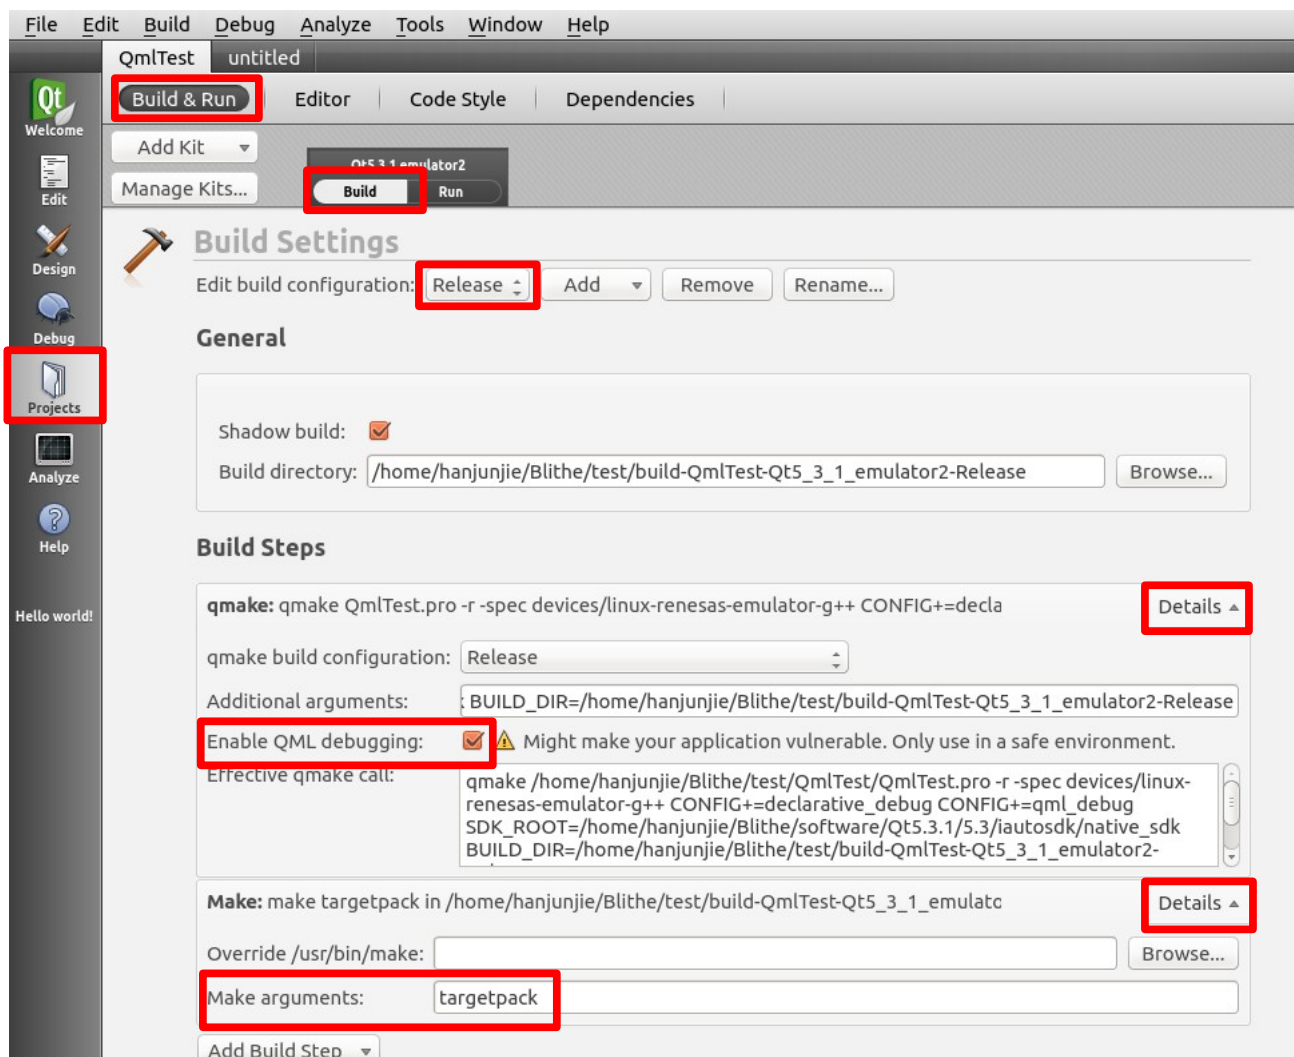 File Edit Build Debug Analyze Tools Window Help
QmlTest untitled
Build & Run Editor Code Style Dependencies
Qt
Welcome
Add Kit
Qt5.3.1 emulator2
Manage Kits...
Build Run
Edit
Build Settings
Design
Edit build configuration: Release Add Remove Rename...
Debug
General
Projects
Shadow build:
Build directory: /home/hanjunjie/Blithe/test/build-QmlTest-Qt5_3_1_emulator2-Release Browse...
Analyze
Help
Build Steps
Hello world!
qmake: qmake QmlTest.pro -r -spec devices/linux-renesas-emulator-g++ CONFIG+=decla Details
qmake build configuration: Release
Additional arguments: BUILD_DIR=/home/hanjunjie/Blithe/test/build-QmlTest-Qt5_3_1_emulator2-Release
Enable QML debugging: Might make your application vulnerable. Only use in a safe environment.
Effective qmake call: qmake /home/hanjunjie/Blithe/test/QmlTest/QmlTest.pro -r -spec devices/linux-
renesas-emulator-g++ CONFIG+=declarative_debug CONFIG+=qml_debug
SDK_ROOT=/home/hanjunjie/Blithe/software/Qt5.3.1/5.3/iautosdk/native_sdk
BUILD_DIR=/home/hanjunjie/Blithe/test/build-QmlTest-Qt5_3_1_emulator2-
Make: make targetpack in /home/hanjunjie/Blithe/test/build-QmlTest-Qt5_3_1_emulato Details
Override /usr/bin/make: Browse...
Make arguments: targetpack
Add Build Step